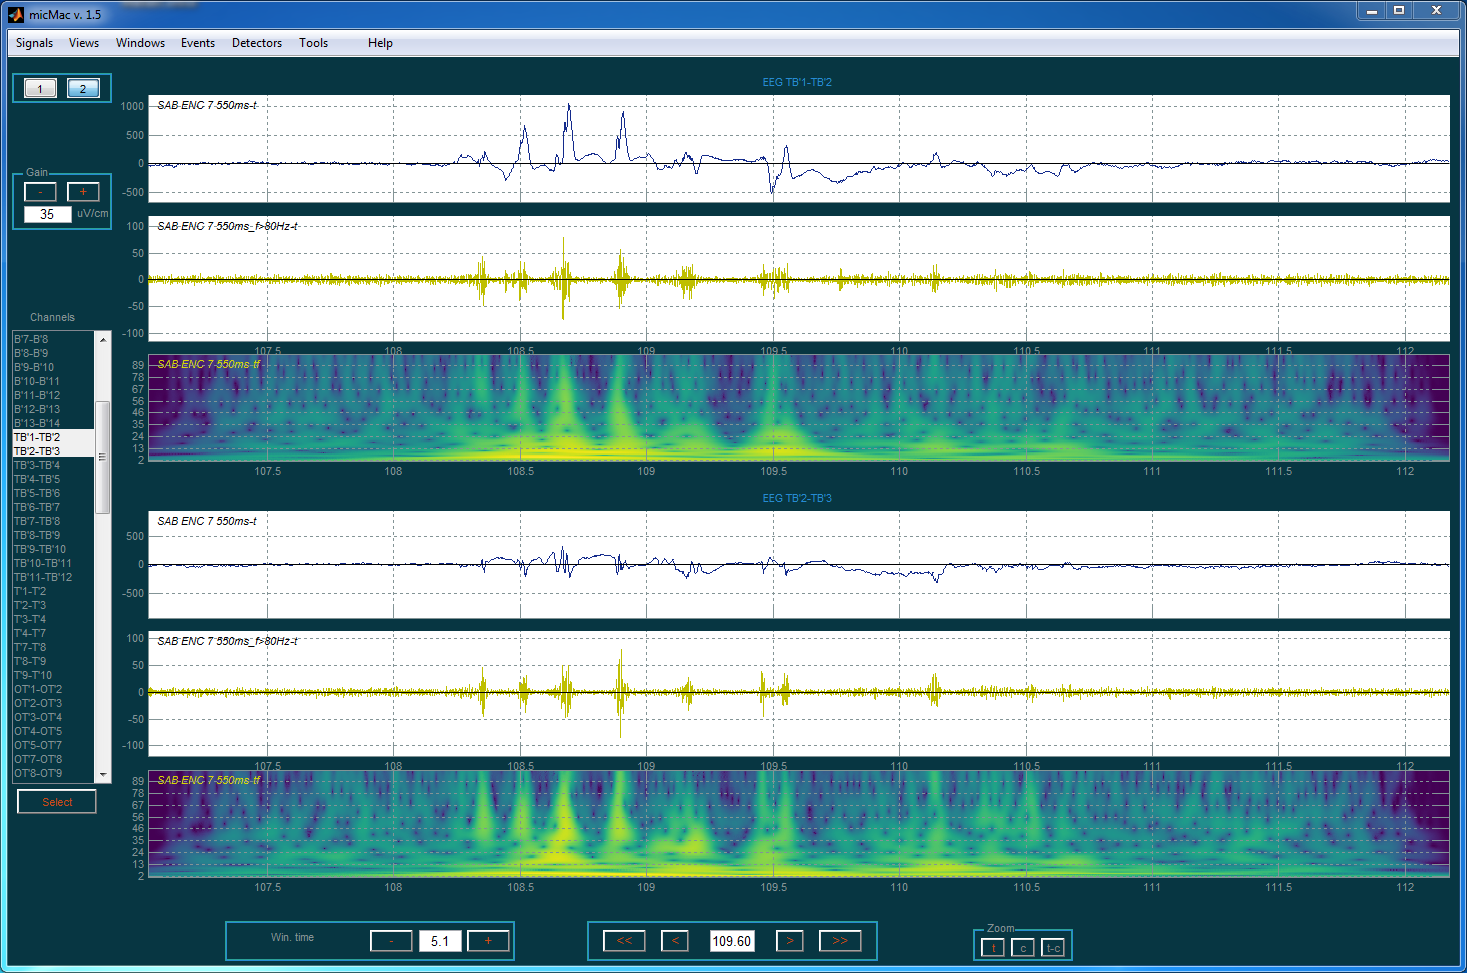 micMac v. 1.5
Signals Views Windows Events Detectors Tools Help
1 2
EEG TB'1-TB'2
SAB ENC 7 550ms-t
1000
500
0
-500
Gain
- +
35 uV/cm
SAB ENC 7 550ms_f>80Hz-t
100
50
0
-50
-100
107.5 108 108.5 109 109.5 110 110.5 111 111.5 112
SAB ENC 7 550ms-tf
89
78
67
56
46
35
24
13
2
107.5 108 108.5 109 109.5 110 110.5 111 111.5 112
Channels
B'7-B'8
B'8-B'9
B'9-B'10
B'10-B'11
B'11-B'12
B'12-B'13
B'13-B'14
TB'1-TB'2
TB'2-TB'3
TB'3-TB'4
TB'4-TB'5
TB'5-TB'6
TB'6-TB'7
TB'7-TB'8
TB'8-TB'9
TB'9-TB'10
TB'10-TB'11
TB'11-TB'12
T'1-T'2
T'2-T'3
T'3-T'4
T'4-T'7
T'7-T'8
T'8-T'9
T'9-T'10
OT'1-OT'2
OT'2-OT'3
OT'3-OT'4
OT'4-OT'5
OT'5-OT'7
OT'7-OT'8
OT'8-OT'9
Select
EEG TB'2-TB'3
SAB ENC 7 550ms-t
500
0
-500
SAB ENC 7 550ms_f>80Hz-t
100
50
0
-50
-100
107.5 108 108.5 109 109.5 110 110.5 111 111.5 112
SAB ENC 7 550ms-tf
89
78
67
56
46
35
24
13
2
107.5 108 108.5 109 109.5 110 110.5 111 111.5 112
Win. time - 5.1 +
<< < 109.60 > >>
Zoom
t c t-c